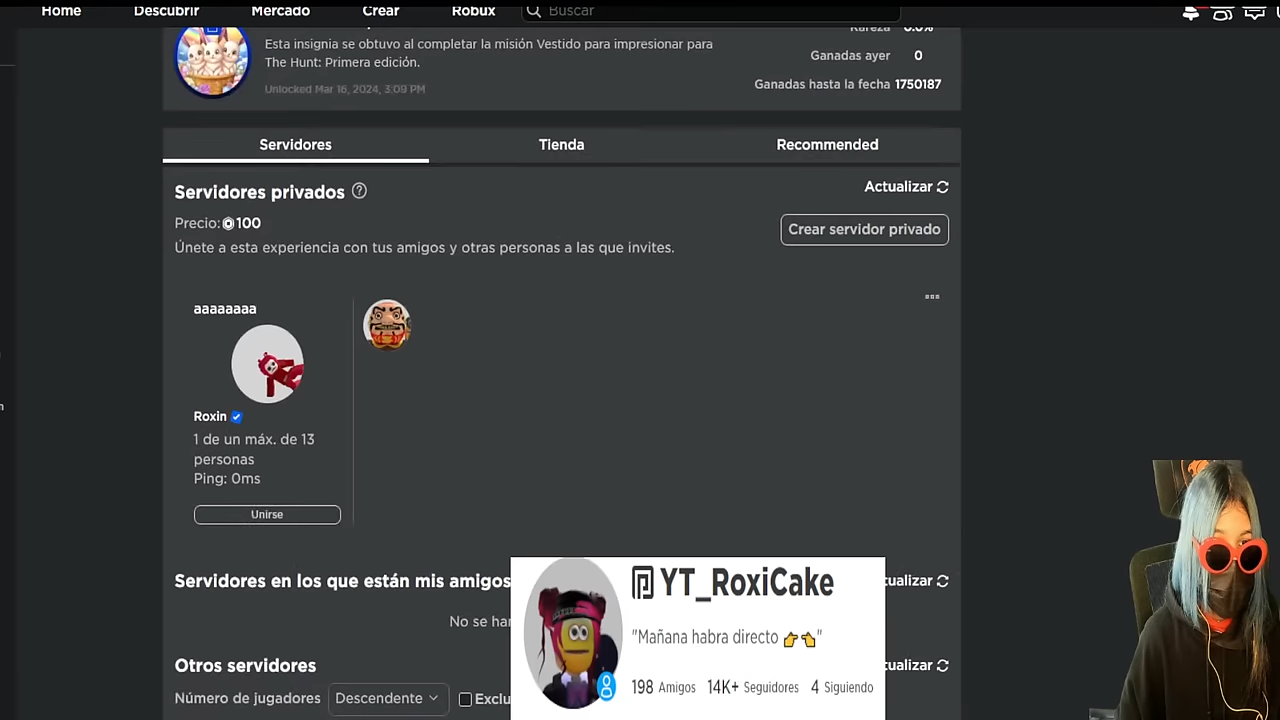 Home Descubrir Mercado Crear Robux Buscar
Esta insignia se obtuvo al completar la misión Vestido para impresionar para
The Hunt: Primera edición.
Unlocked Mar 16, 2024, 3:09 PM
Ganadas ayer 0
Ganadas hasta la fecha 1750187
Servidores Tienda Recommended
Servidores privados
Actualizar
Precio: 100
Crear servidor privado
Únete a esta experiencia con tus amigos y otras personas a las que invites.
aaaaaaaa
Roxin
1 de un máx. de 13
personas
Ping: 0ms
Unirse
Servidores en los que están mis amigos
No se
Otros servidores
Número de jugadores Descendente
YT_RoxiCake
"Mañana habra directo 👉👈"
198 Amigos 14K+ Seguidores 4 Siguiendo